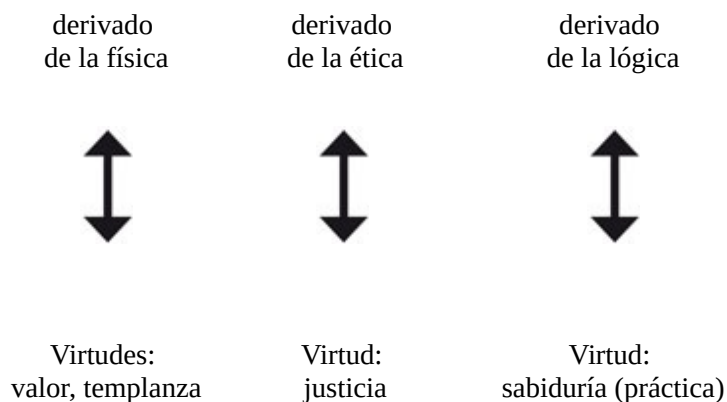 derivado
de la física
derivado
de la ética
derivado
de la lógica
Virtudes:
valor, templanza
Virtud:
justicia
Virtud:
sabiduría (práctica)